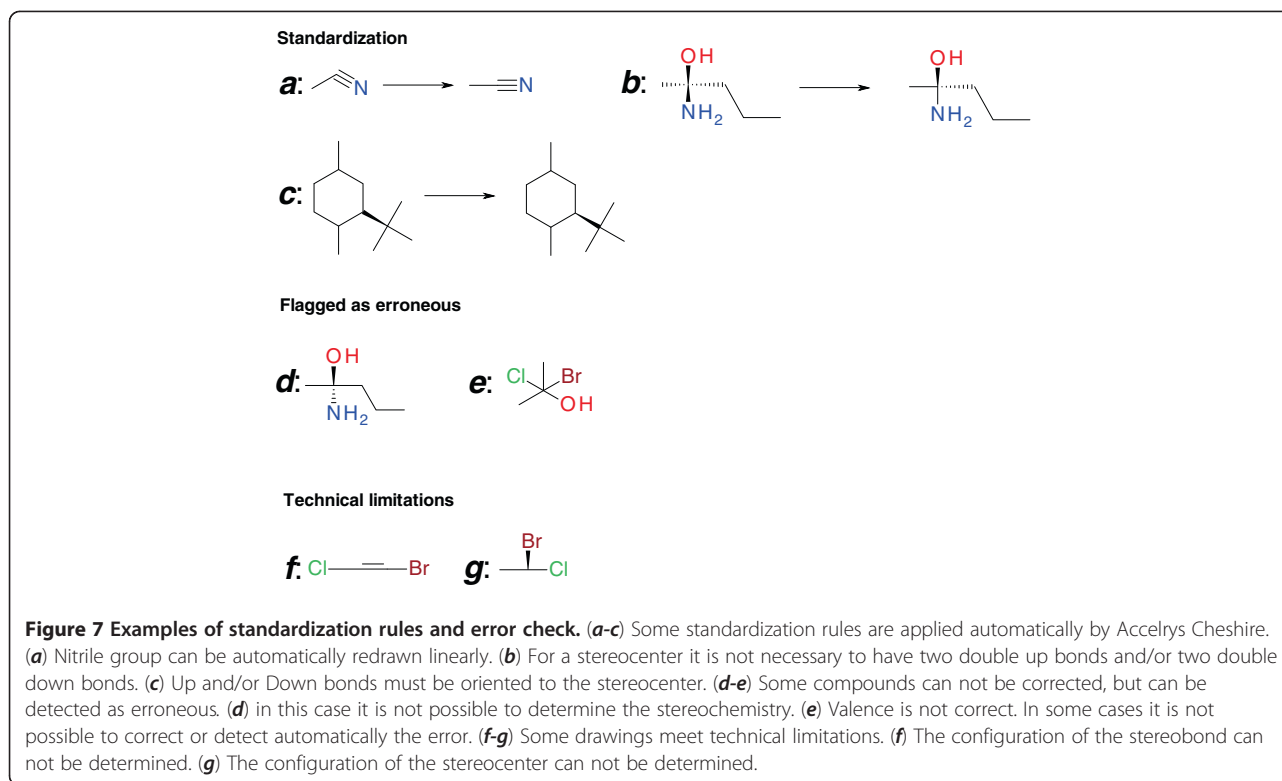 Standardization
a: N N
b: OH NH2 OH NH2
c:
Flagged as erroneous
d: OH NH2
e: Cl Br OH
Technical limitations
f: Cl Br
g: Br Cl
Figure 7 Examples of standardization rules and error check. (a-c) Some standardization rules are applied automatically by Accelrys Cheshire.
(a) Nitrile group can be automatically redrawn linearly. (b) For a stereocenter it is not necessary to have two double up bonds and/or two double
down bonds. (c) Up and/or Down bonds must be oriented to the stereocenter. (d-e) Some compounds can not be corrected, but can be
detected as erroneous. (d) in this case it is not possible to determine the stereochemistry. (e) Valence is not correct. In some cases it is not
possible to correct or detect automatically the error. (f-g) Some drawings meet technical limitations. (f) The configuration of the stereobond can
not be determined. (g) The configuration of the stereocenter can not be determined.